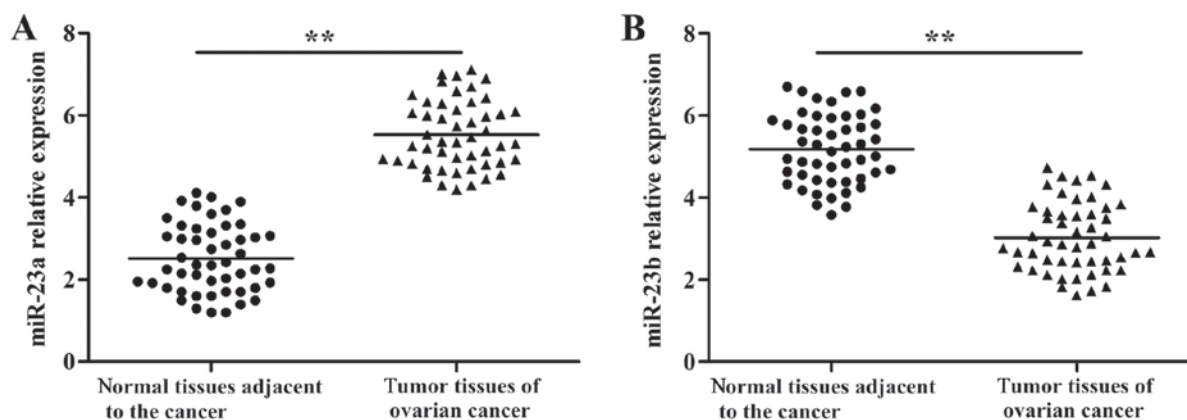 A
miR-23a relative expression
8
6
4
2
0
**
Normal tissues adjacent
to the cancer
Tumor tissues of
ovarian cancer
B
miR-23b relative expression
8
6
4
2
0
**
Normal tissues adjacent
to the cancer
Tumor tissues of
ovarian cancer